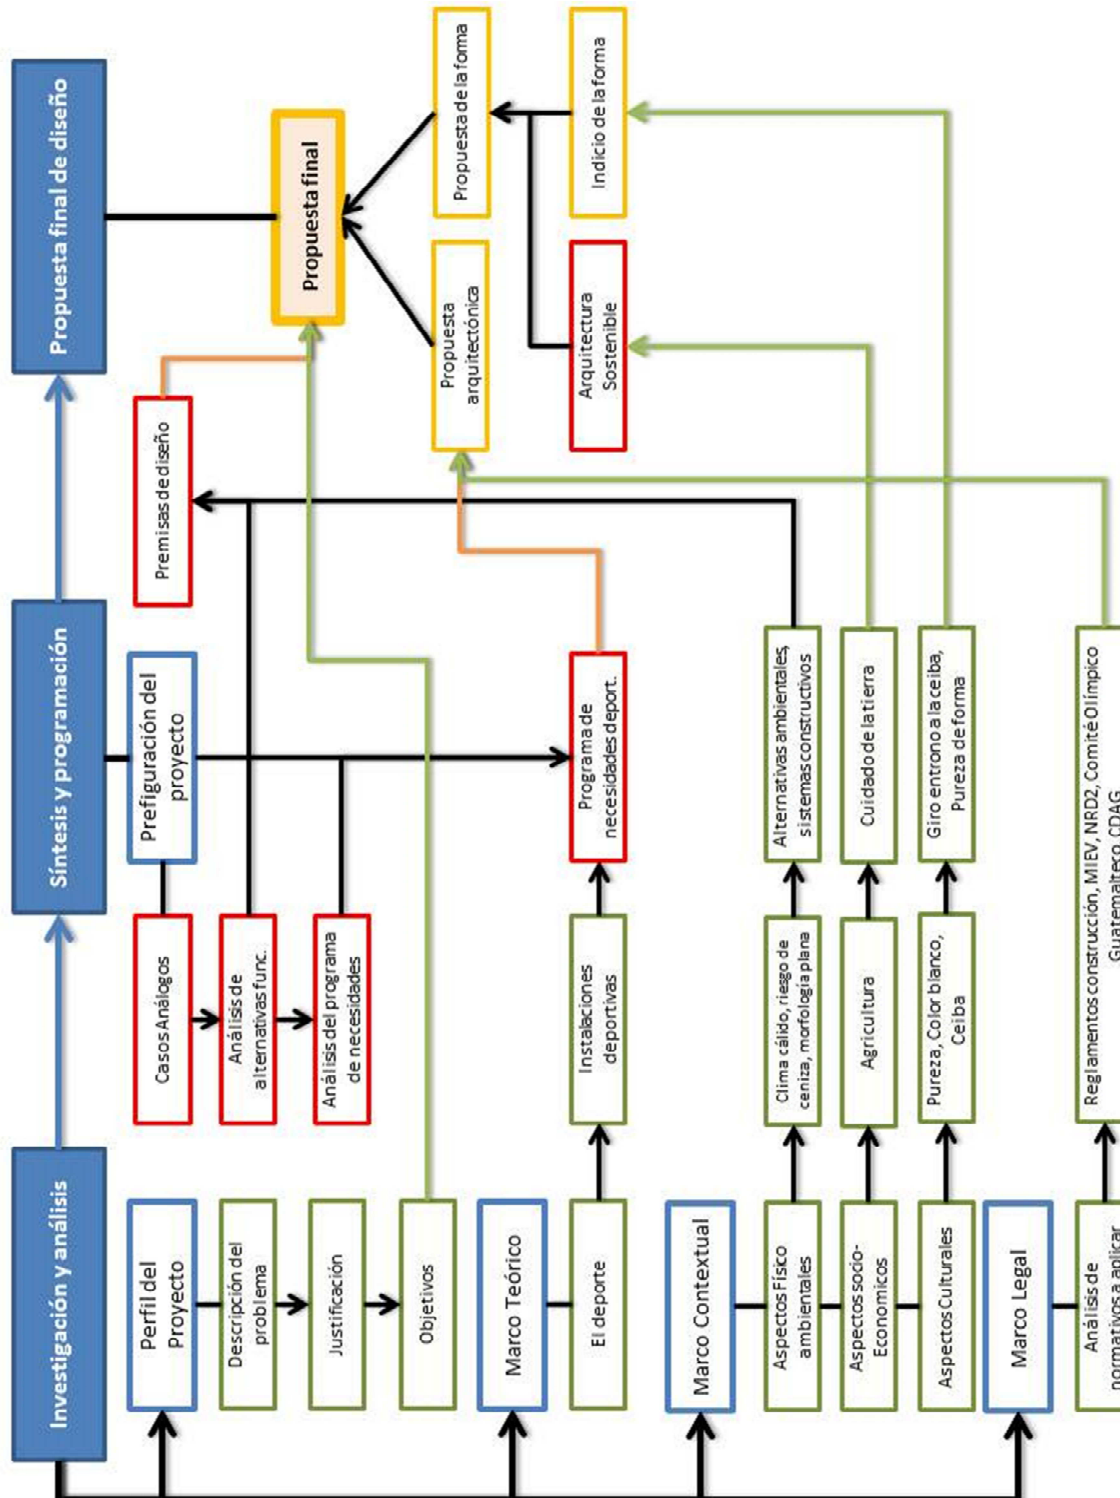 Investigación y análisis
Síntesis y programación
Propuesta final de diseño
Perfil del
Proyecto
Descripción del
problema
Justificación
Objetivos
Marco Teórico
El deporte
Marco Contextual
Aspectos Físico
ambientales
Aspectos socio-
Economicos
Aspectos Culturales
Marco Legal
Análisis de
normativos a aplicar
Casos Análogos
Análisis de
alternativas func.
Análisis del programa
de necesidades
Instalaciones
deportivas
Clima cálido, riesgo de
ceniza, morfología plana
Agricultura
Pureza, Color blanco,
Ceiba
Reglamentos construcción, MIEV, NRD2, Comité Olímpico
Guatemalteco, CDAG
Prefiguración del
proyecto
Programa de
necesidades deport.
Alternativas ambientales,
sistemas constructivos
Cuidado de la tierra
Giro entrono a la ceiba,
Pureza de forma
Premisas de diseño
Propuesta final
Propuesta
arquitectónica
Propuesta de la forma
Arquitectura
Sostenible
Indicio de la forma